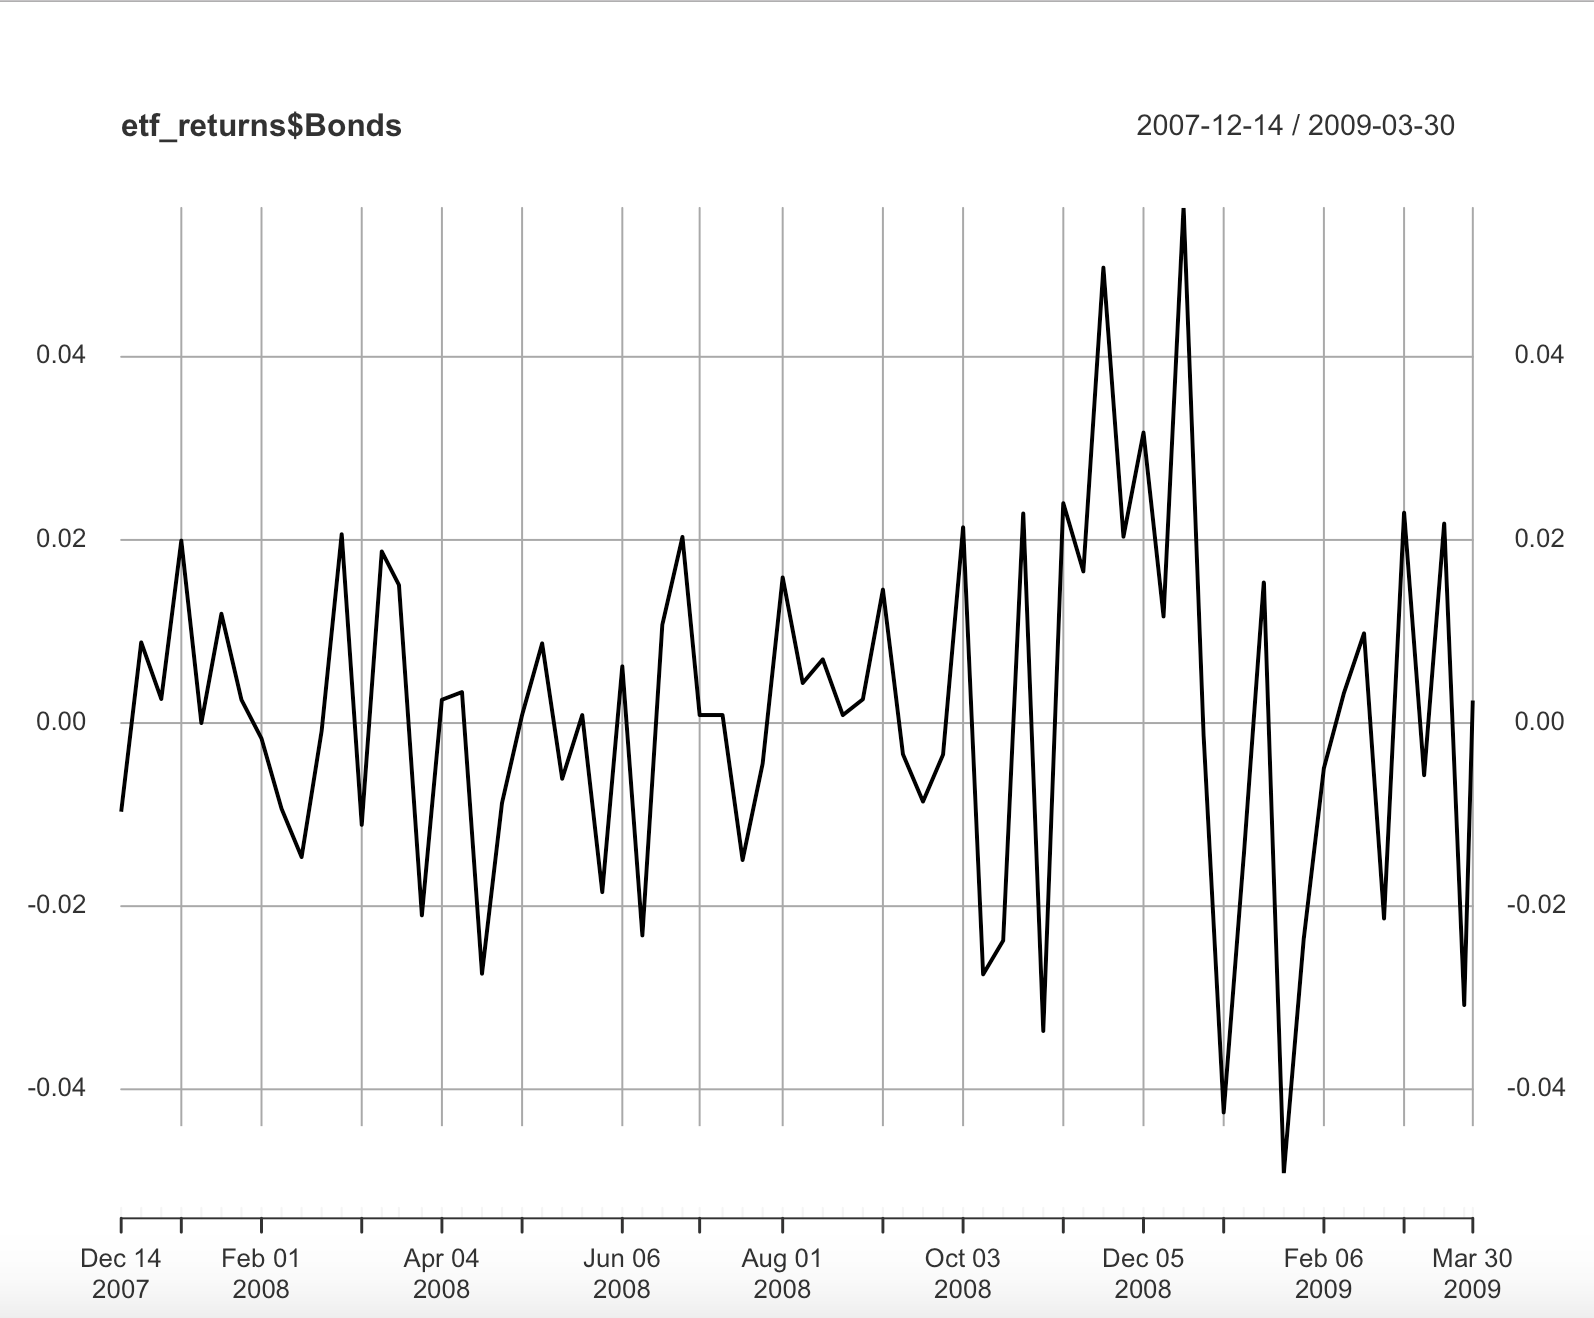 etf_returns$Bonds 2007-12-14 / 2009-03-30
0.04 0.04
0.02 0.02
0.00 0.00
-0.02 -0.02
-0.04 -0.04
Dec 14 Feb 01 Apr 04 Jun 06 Aug 01 Oct 03 Dec 05 Feb 06 Mar 30
2007 2008 2008 2008 2008 2008 2008 2009 2009